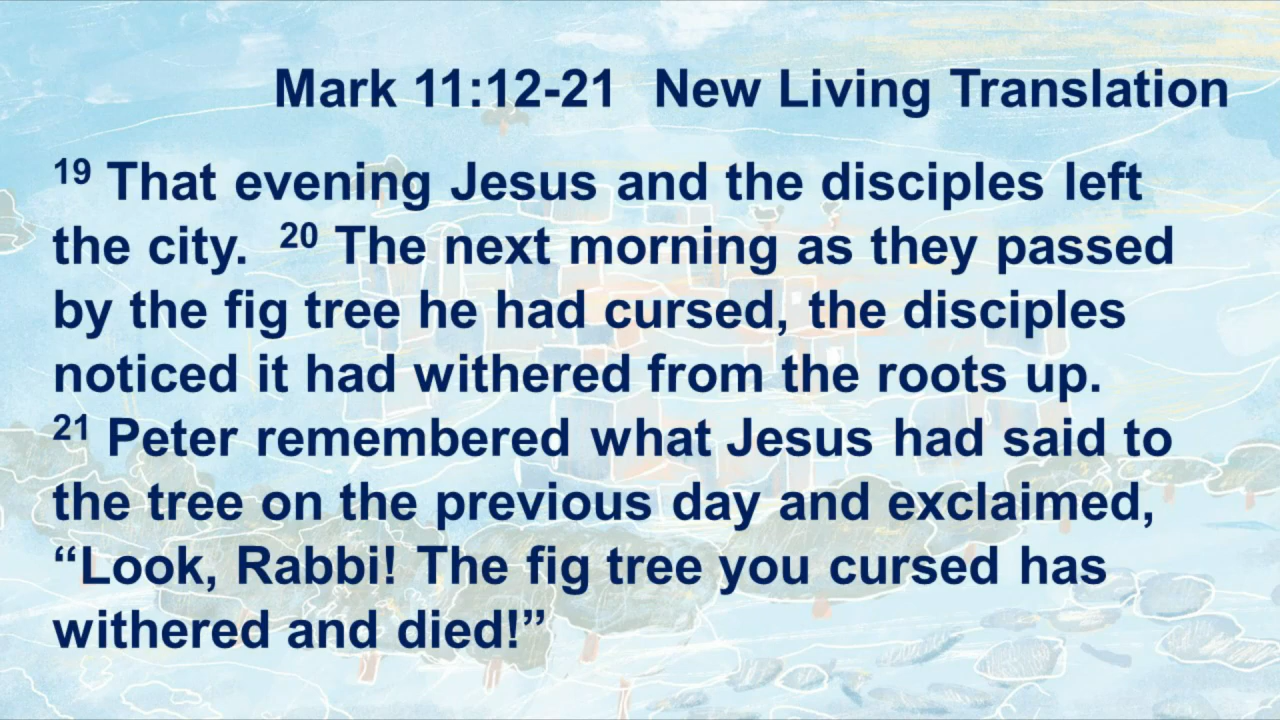 Mark 11:12-21 New Living Translation
19 That evening Jesus and the disciples left
the city. 20 The next morning as they passed
by the fig tree he had cursed, the disciples
noticed it had withered from the roots up.
21 Peter remembered what Jesus had said to
the tree on the previous day and exclaimed,
“Look, Rabbi! The fig tree you cursed has
withered and died!”